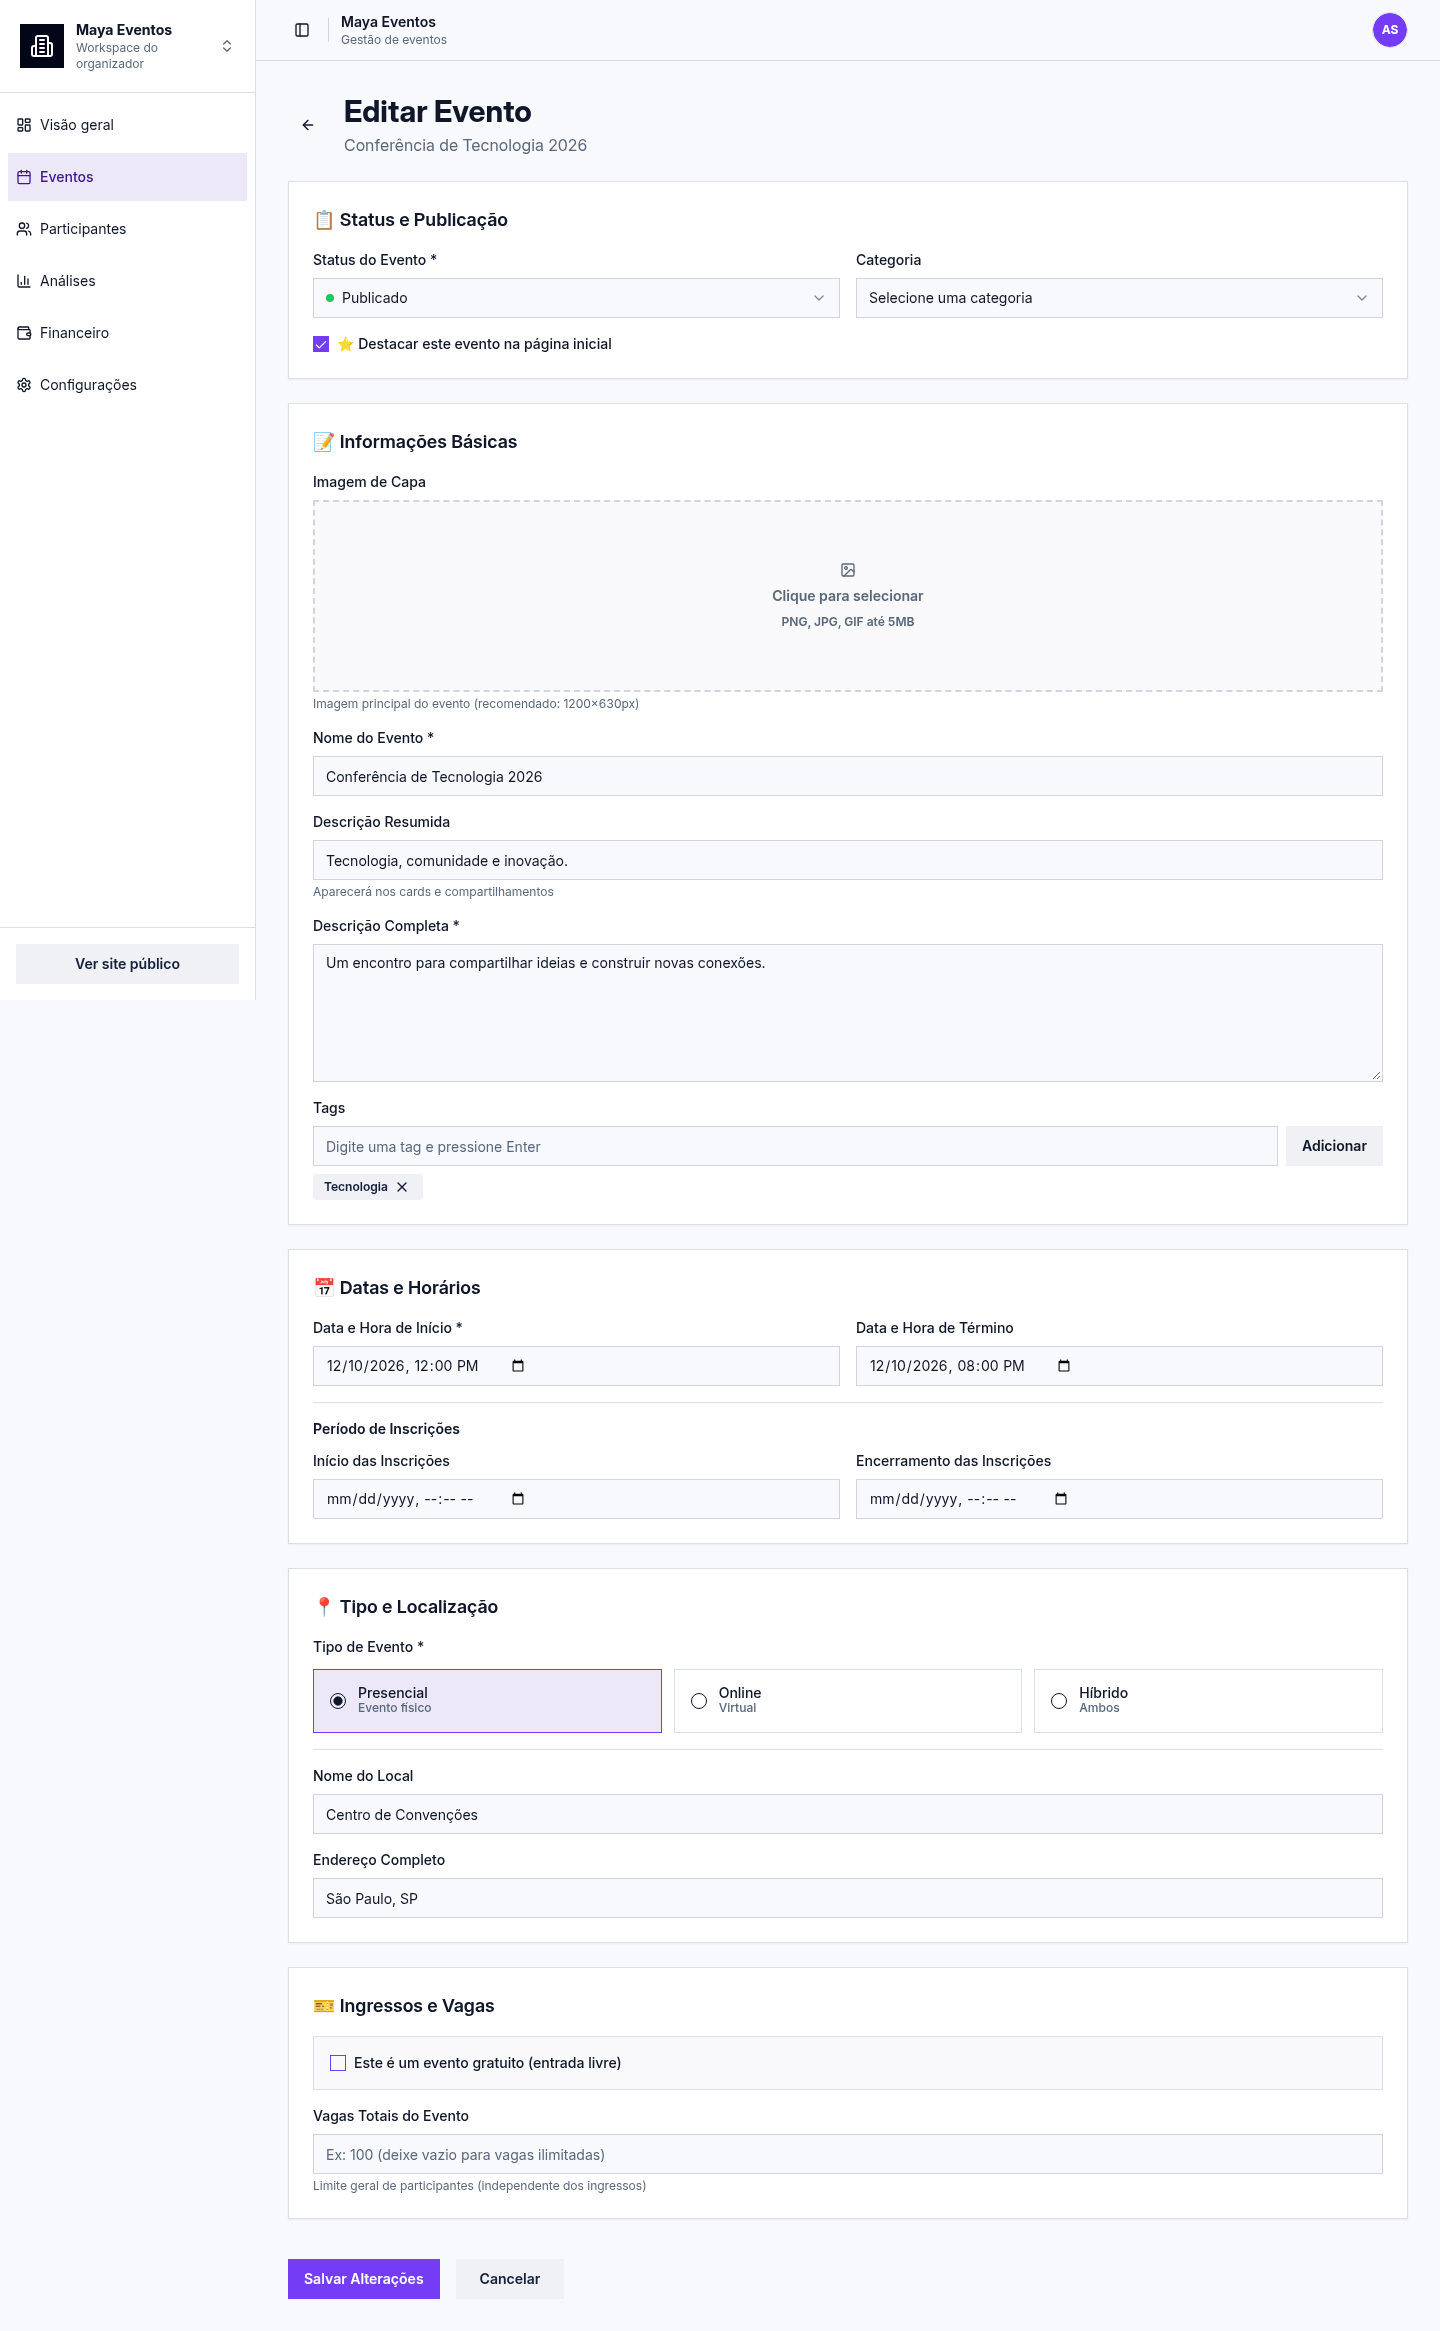 Maya Eventos
Workspace do
organizador
Visão geral
Eventos
Participantes
Análises
Financeiro
Configurações
Ver site público
Maya Eventos
Gestão de eventos
AS
Editar Evento
Conferência de Tecnologia 2026
📋 Status e Publicação
Status do Evento *
Publicado
Categoria
Selecione uma categoria
⭐ Destacar este evento na página inicial
📝 Informações Básicas
Imagem de Capa
Clique para selecionar
PNG, JPG, GIF até 5MB
Imagem principal do evento (recomendado: 1200x630px)
Nome do Evento *
Conferência de Tecnologia 2026
Descrição Resumida
Tecnologia, comunidade e inovação.
Aparecerá nos cards e compartilhamentos
Descrição Completa *
Um encontro para compartilhar ideias e construir novas conexões.
Tags
Digite uma tag e pressione Enter
Adicionar
Tecnologia
📅 Datas e Horários
Data e Hora de Início *
12/10/2026, 12:00 PM
Data e Hora de Término
12/10/2026, 08:00 PM
Período de Inscrições
Início das Inscrições
mm/dd/yyyy, --:-- --
Encerramento das Inscrições
mm/dd/yyyy, --:-- --
📍 Tipo e Localização
Tipo de Evento *
Presencial
Evento físico
Online
Virtual
Híbrido
Ambos
Nome do Local
Centro de Convenções
Endereço Completo
São Paulo, SP
🎫 Ingressos e Vagas
Este é um evento gratuito (entrada livre)
Vagas Totais do Evento
Ex: 100 (deixe vazio para vagas ilimitadas)
Limite geral de participantes (independente dos ingressos)
Salvar Alterações
Cancelar